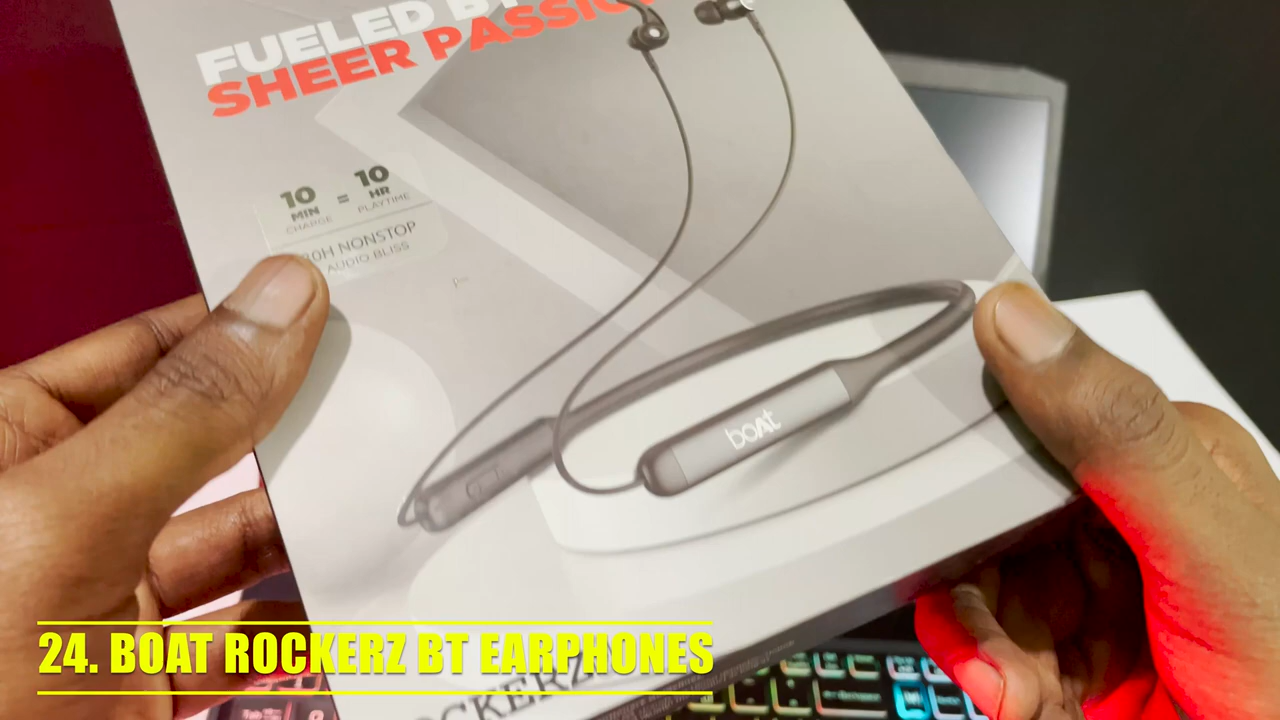 FUELED BY
SHEER PASSION
10 = 10
MIN HR
CHARGE PLAYTIME
NONSTOP
AUDIO BLISS
boAt
24. BOAT ROCKERZ BT EARPHONES
Tab